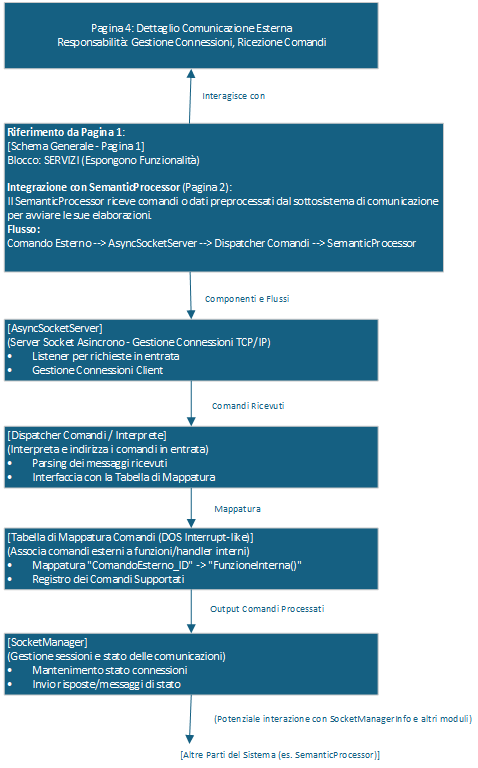 Pagina 4: Dettaglio Comunicazione Esterna
Responsabilità: Gestione Connessioni, Ricezione Comandi
Interagisce con
Riferimento da Pagina 1:
[Schema Generale - Pagina 1]
Blocco: SERVIZI (Espongono Funzionalità)
Integrazione con SemanticProcessor (Pagina 2):
Il SemanticProcessor riceve comandi o dati preprocessati dal sottosistema di comunicazione
per avviare le sue elaborazioni.
Flusso:
Comando Esterno --> AsyncSocketServer --> Dispatcher Comandi --> SemanticProcessor
Componenti e Flussi
[AsyncSocketServer]
(Server Socket Asincrono - Gestione Connessioni TCP/IP)
• Listener per richieste in entrata
• Gestione Connessioni Client
Comandi Ricevuti
[Dispatcher Comandi / Interprete]
(Interpreta e indirizza i comandi in entrata)
• Parsing dei messaggi ricevuti
• Interfaccia con la Tabella di Mappatura
Mappatura
[Tabella di Mappatura Comandi (DOS Interrupt-like)]
(Associa comandi esterni a funzioni/handler interni)
• Mappatura "ComandoEsterno_ID" -> "FunzioneInterna()"
• Registro dei Comandi Supportati
Output Comandi Processati
[SocketManager]
(Gestione sessioni e stato delle comunicazioni)
• Mantenimento stato connessioni
• Invio risposte/messaggi di stato
(Potenziale interazione con SocketManagerInfo e altri moduli)
[Altre Parti del Sistema (es. SemanticProcessor)]